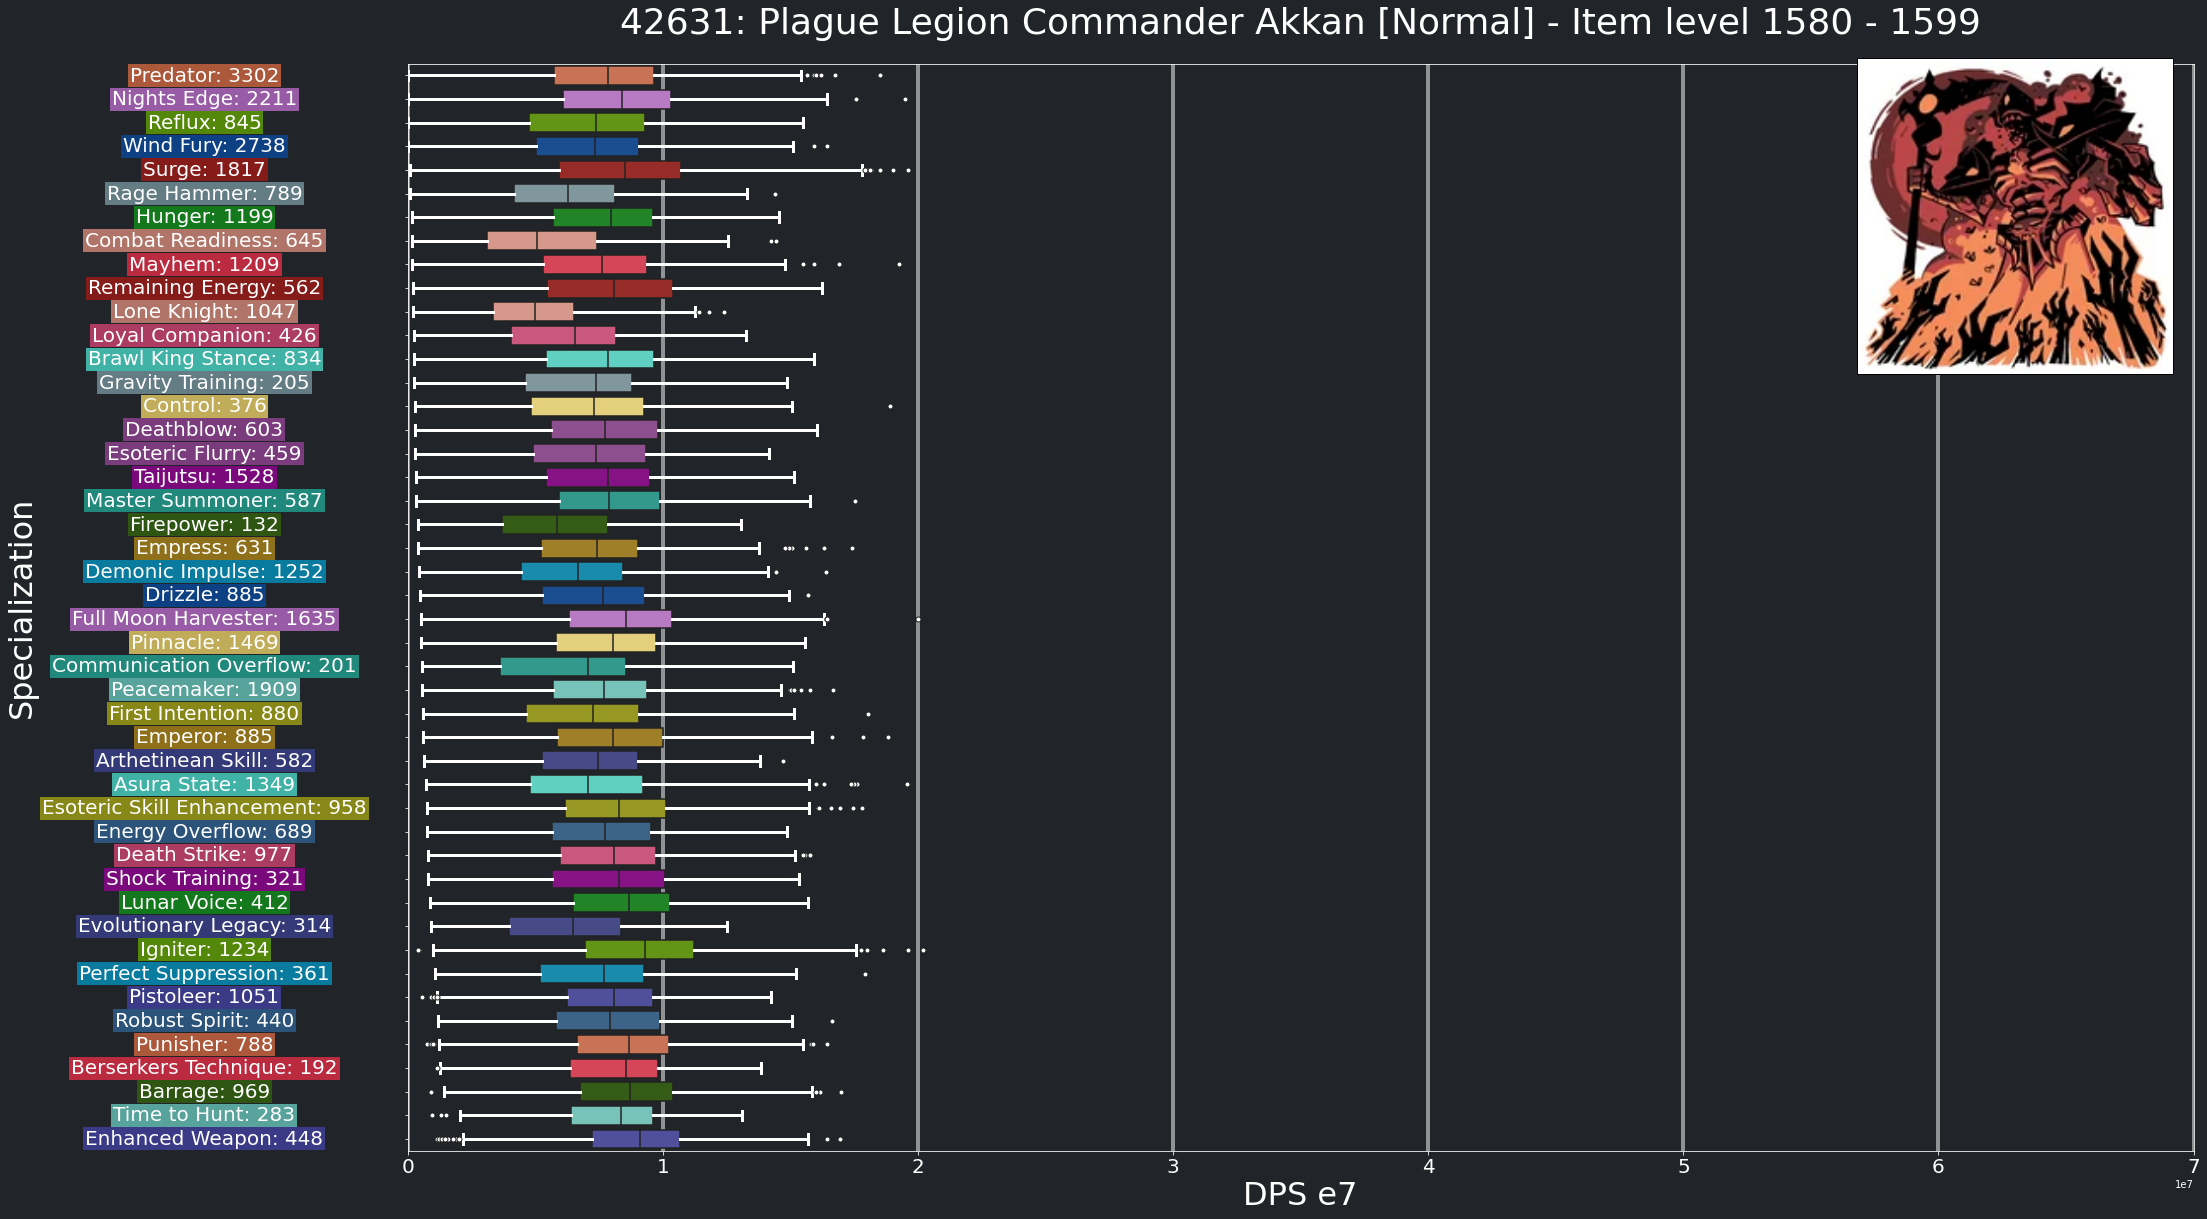 42631: Plague Legion Commander Akkan [Normal] - Item level 1580 - 1599
Specialization
Predator: 3302
Nights Edge: 2211
Reflux: 845
Wind Fury: 2738
Surge: 1817
Rage Hammer: 789
Hunger: 1199
Combat Readiness: 645
Mayhem: 1209
Remaining Energy: 562
Lone Knight: 1047
Loyal Companion: 426
Brawl King Stance: 834
Gravity Training: 205
Control: 376
Deathblow: 603
Esoteric Flurry: 459
Taijutsu: 1528
Master Summoner: 587
Firepower: 132
Empress: 631
Demonic Impulse: 1252
Drizzle: 885
Full Moon Harvester: 1635
Pinnacle: 1469
Communication Overflow: 201
Peacemaker: 1909
First Intention: 880
Emperor: 885
Arthetinean Skill: 582
Asura State: 1349
Esoteric Skill Enhancement: 958
Energy Overflow: 689
Death Strike: 977
Shock Training: 321
Lunar Voice: 412
Evolutionary Legacy: 314
Igniter: 1234
Perfect Suppression: 361
Pistoleer: 1051
Robust Spirit: 440
Punisher: 788
Berserkers Technique: 192
Barrage: 969
Time to Hunt: 283
Enhanced Weapon: 448
0 1 2 3 4 5 6 7
1e7
DPS e7